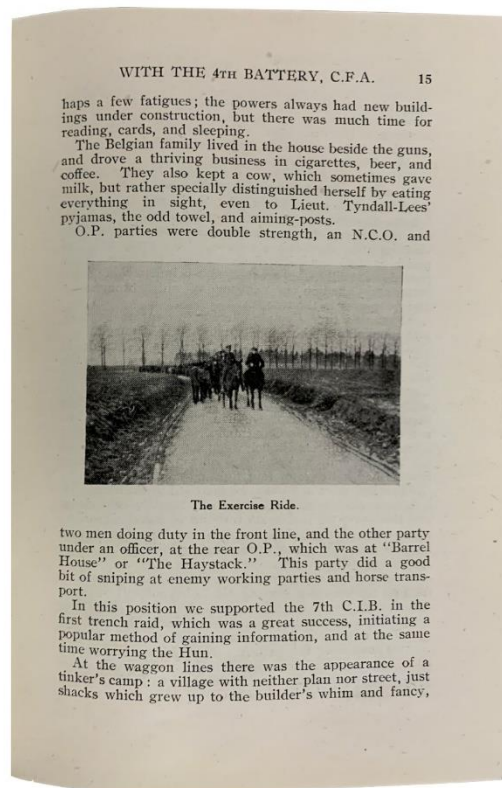 WITH THE 4TH BATTERY, C.F.A. 15
haps a few fatigues; the powers always had new build-
ings under construction, but there was much time for
reading, cards, and sleeping.
The Belgian family lived in the house beside the guns,
and drove a thriving business in cigarettes, beer, and
coffee. They also kept a cow, which sometimes gave
milk, but rather specially distinguished herself by eating
everything in sight, even to Lieut. Tyndall-Lees'
pyjamas, the odd towel, and aiming-posts.
O.P. parties were double strength, an N.C.O. and
The Exercise Ride.
two men doing duty in the front line, and the other party
under an officer, at the rear O.P., which was at "Barrel
House" or "The Haystack." This party did a good
bit of sniping at enemy working parties and horse trans-
port.
In this position we supported the 7th C.I.B. in the
first trench raid, which was a great success, initiating a
popular method of gaining information, and at the same
time worrying the Hun.
At the waggon lines there was the appearance of a
tinker's camp: a village with neither plan nor street, just
shacks which grew up to the builder's whim and fancy,